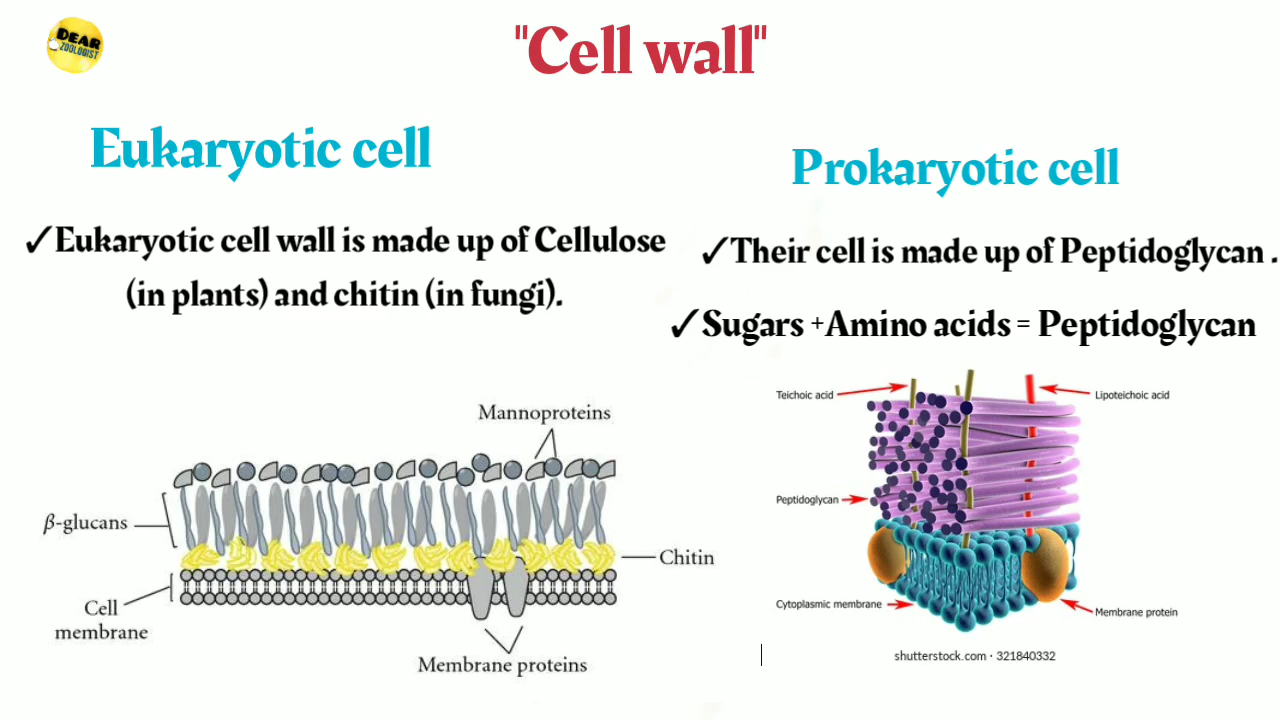 DEAR
ZOOLOGIST
"Cell wall"
Eukaryotic cell
✓Eukaryotic cell wall is made up of Cellulose
(in plants) and chitin (in fungi).
Mannoproteins
β-glucans
Chitin
Cell
membrane
Membrane proteins
Prokaryotic cell
✓Their cell is made up of Peptidoglycan .
✓Sugars +Amino acids = Peptidoglycan
Teichoic acid
Lipoteichoic acid
Peptidoglycan
Cytoplasmic membrane
Membrane protein
shutterstock.com · 321840332